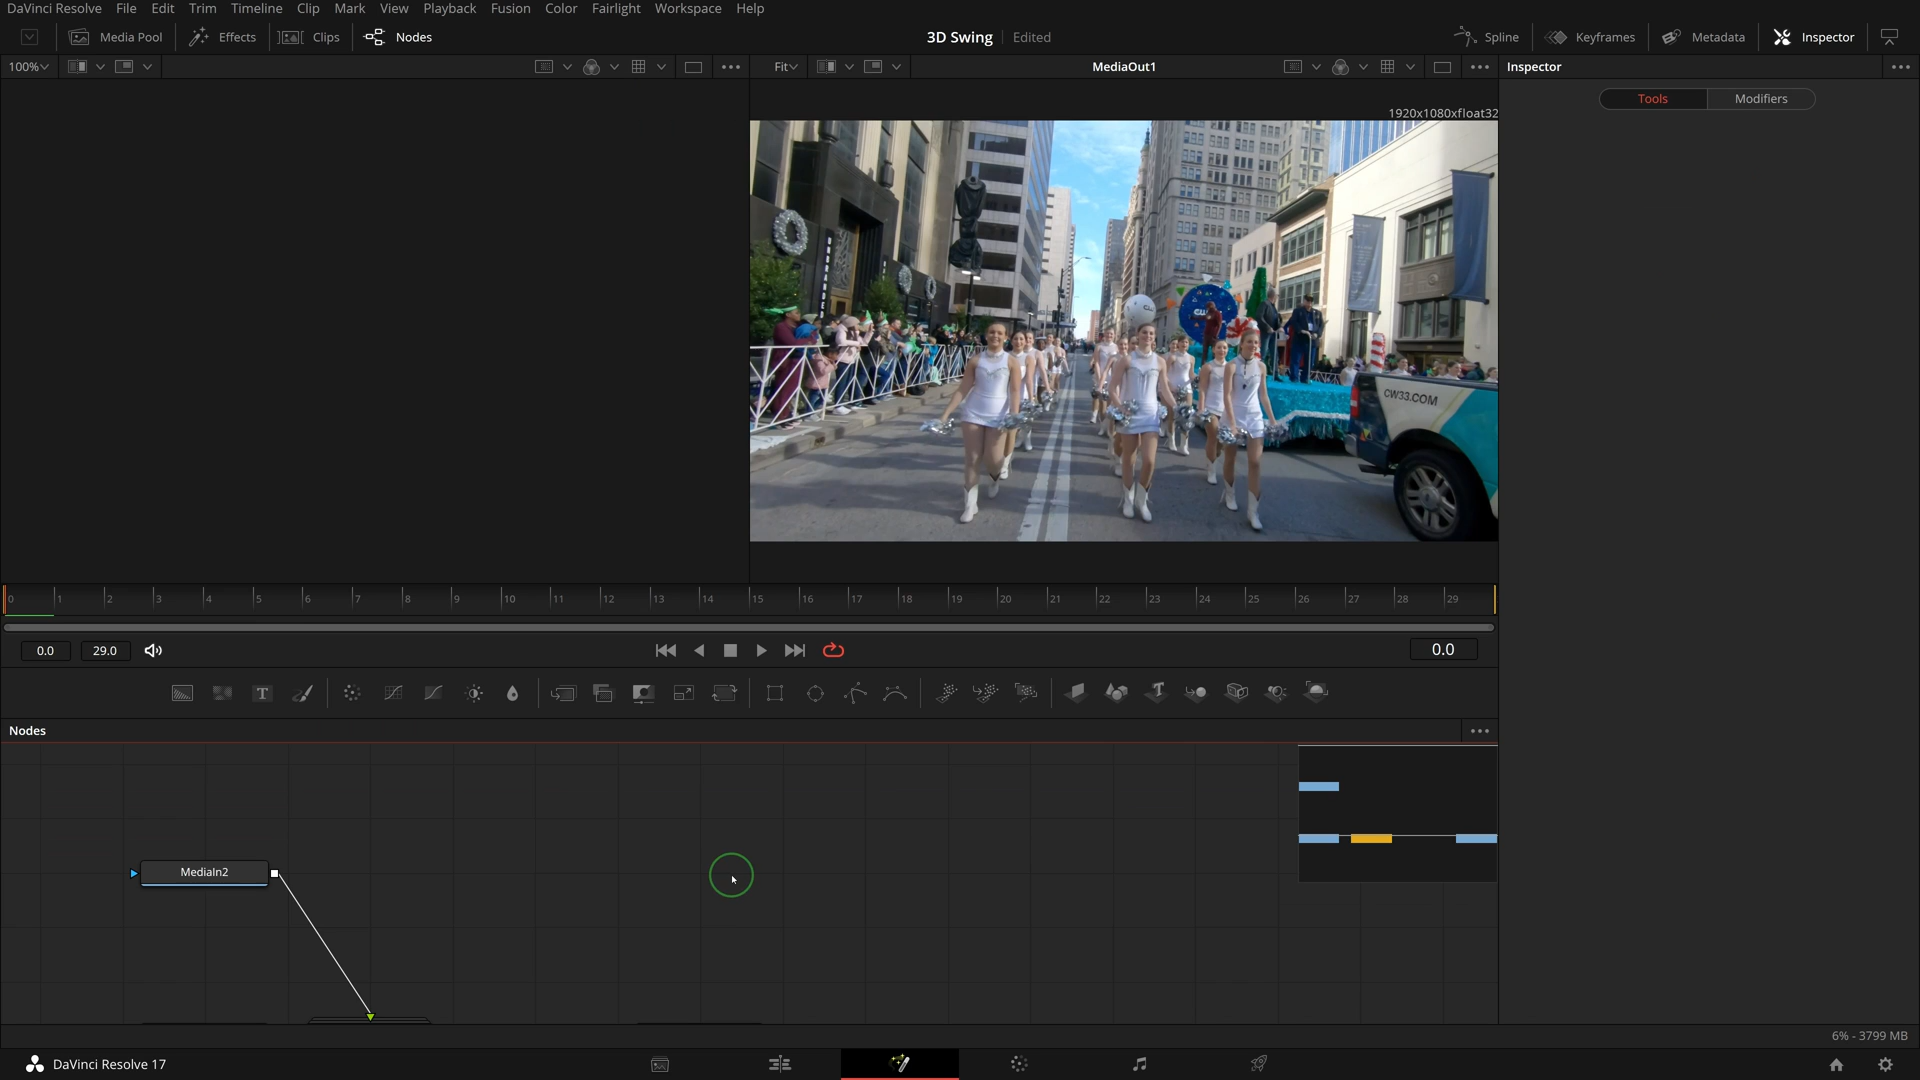 DaVinci Resolve File Edit Trim Timeline Clip Mark View Playback Fusion Color Fairlight Workspace Help
Media Pool Effects Clips Nodes 3D Swing Edited Spline Keyframes Metadata Inspector
100% Fit MediaOut1 Inspector
Tools Modifiers
1920x1080xfloat32
CW33.COM
0 1 2 3 4 5 6 7 8 9 10 11 12 13 14 15 16 17 18 19 20 21 22 23 24 25 26 27 28 29
0.0 29.0 0.0
Nodes
MediaIn2
6% - 3799 MB
DaVinci Resolve 17